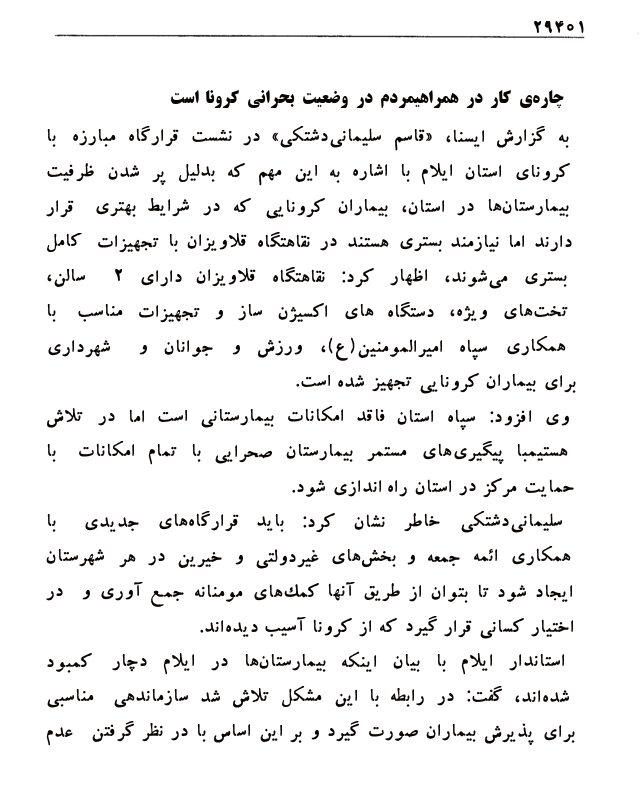 ۲۹۴۰۱
چاره‌ی کار در همراهیمردم در وضعیت بحرانی کرونا است
به گزارش ایسنا، «قاسم سلیمانی‌دشتکی» در نشست قرارگاه مبارزه با
کرونای استان ایلام با اشاره به این مهم که بدلیل پر شدن ظرفیت
بیمارستان‌ها در استان، بیماران کرونایی که در شرایط بهتری قرار
دارند اما نیازمند بستری هستند در نقاهتگاه قلاویزان با تجهیزات کامل
بستری می‌شوند، اظهار کرد: نقاهتگاه قلاویزان دارای ۲ سالن،
تخت‌های ویژه، دستگاه های اکسیژن ساز و تجهیزات مناسب با
همکاری سپاه امیرالمومنین(ع)، ورزش و جوانان و شهرداری
برای بیماران کرونایی تجهیز شده است.
وی افزود: سپاه استان فاقد امکانات بیمارستانی است اما در تلاش
هستیمبا پیگیری‌های مستمر بیمارستان صحرایی با تمام امکانات با
حمایت مرکز در استان راه اندازی شود.
سلیمانی‌دشتکی خاطر نشان کرد: باید قرارگاه‌های جدیدی با
همکاری ائمه جمعه و بخش‌های غیردولتی و خیرین در هر شهرستان
ایجاد شود تا بتوان از طریق آنها کمك‌های مومنانه جمع آوری و در
اختیار کسانی قرار گیرد که از کرونا آسیب دیده‌اند.
استاندار ایلام با بیان اینکه بیمارستان‌ها در ایلام دچار کمبود
شده‌اند، گفت: در رابطه با این مشکل تلاش شد سازماندهی مناسبی
برای پذیرش بیماران صورت گیرد و بر این اساس با در نظر گرفتن عدم